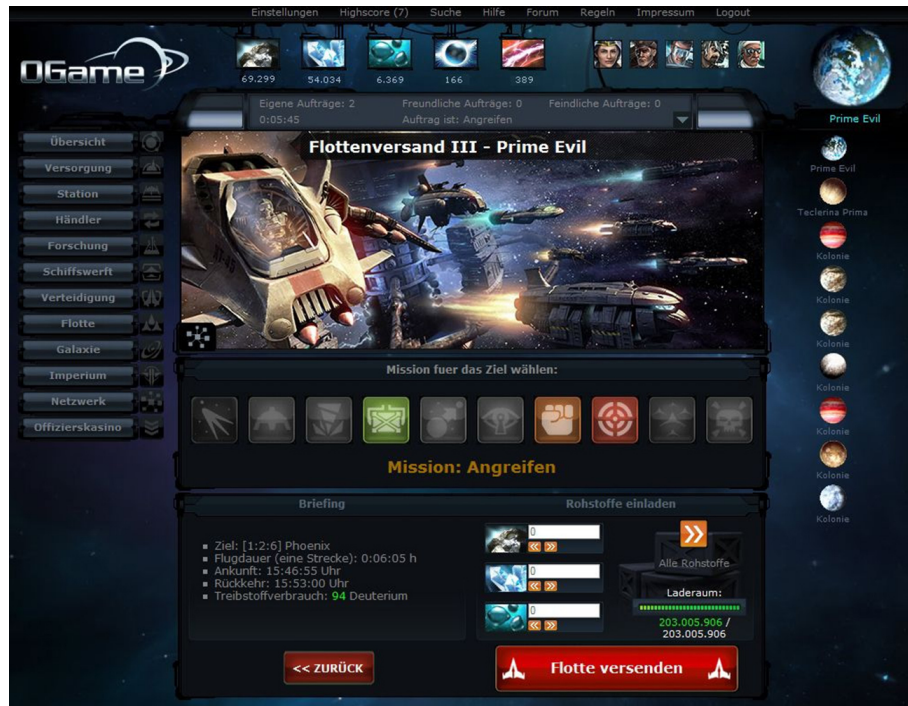 Einstellungen Highscore (7) Suche Hilfe Forum Regeln Impressum Logout
OGame
69.299 54.034 6.369 166 389
Eigene Aufträge: 2 Freundliche Aufträge: 0 Feindliche Aufträge: 0
0:05:45 Auftrag ist: Angreifen
Prime Evil
Flottenversand III - Prime Evil
Übersicht
Versorgung
Station
Händler
Forschung
Schiffswerft
Verteidigung
Flotte
Galaxie
Imperium
Netzwerk
Offizierskasino
Prime Evil
Teclerina Prima
Kolonie
Kolonie
Kolonie
Kolonie
Kolonie
Kolonie
Kolonie
Mission fuer das Ziel wählen:
Mission: Angreifen
Briefing
Ziel: [1:2:6] Phoenix
Flugdauer (eine Strecke): 0:06:05 h
Ankunft: 15:46:55 Uhr
Rückkehr: 15:53:00 Uhr
Treibstoffverbrauch: 94 Deuterium
Rohstoffe einladen
0
0
0
Alle Rohstoffe
Laderaum:
203.005.906 /
203.005.906
<< ZURÜCK
Flotte versenden